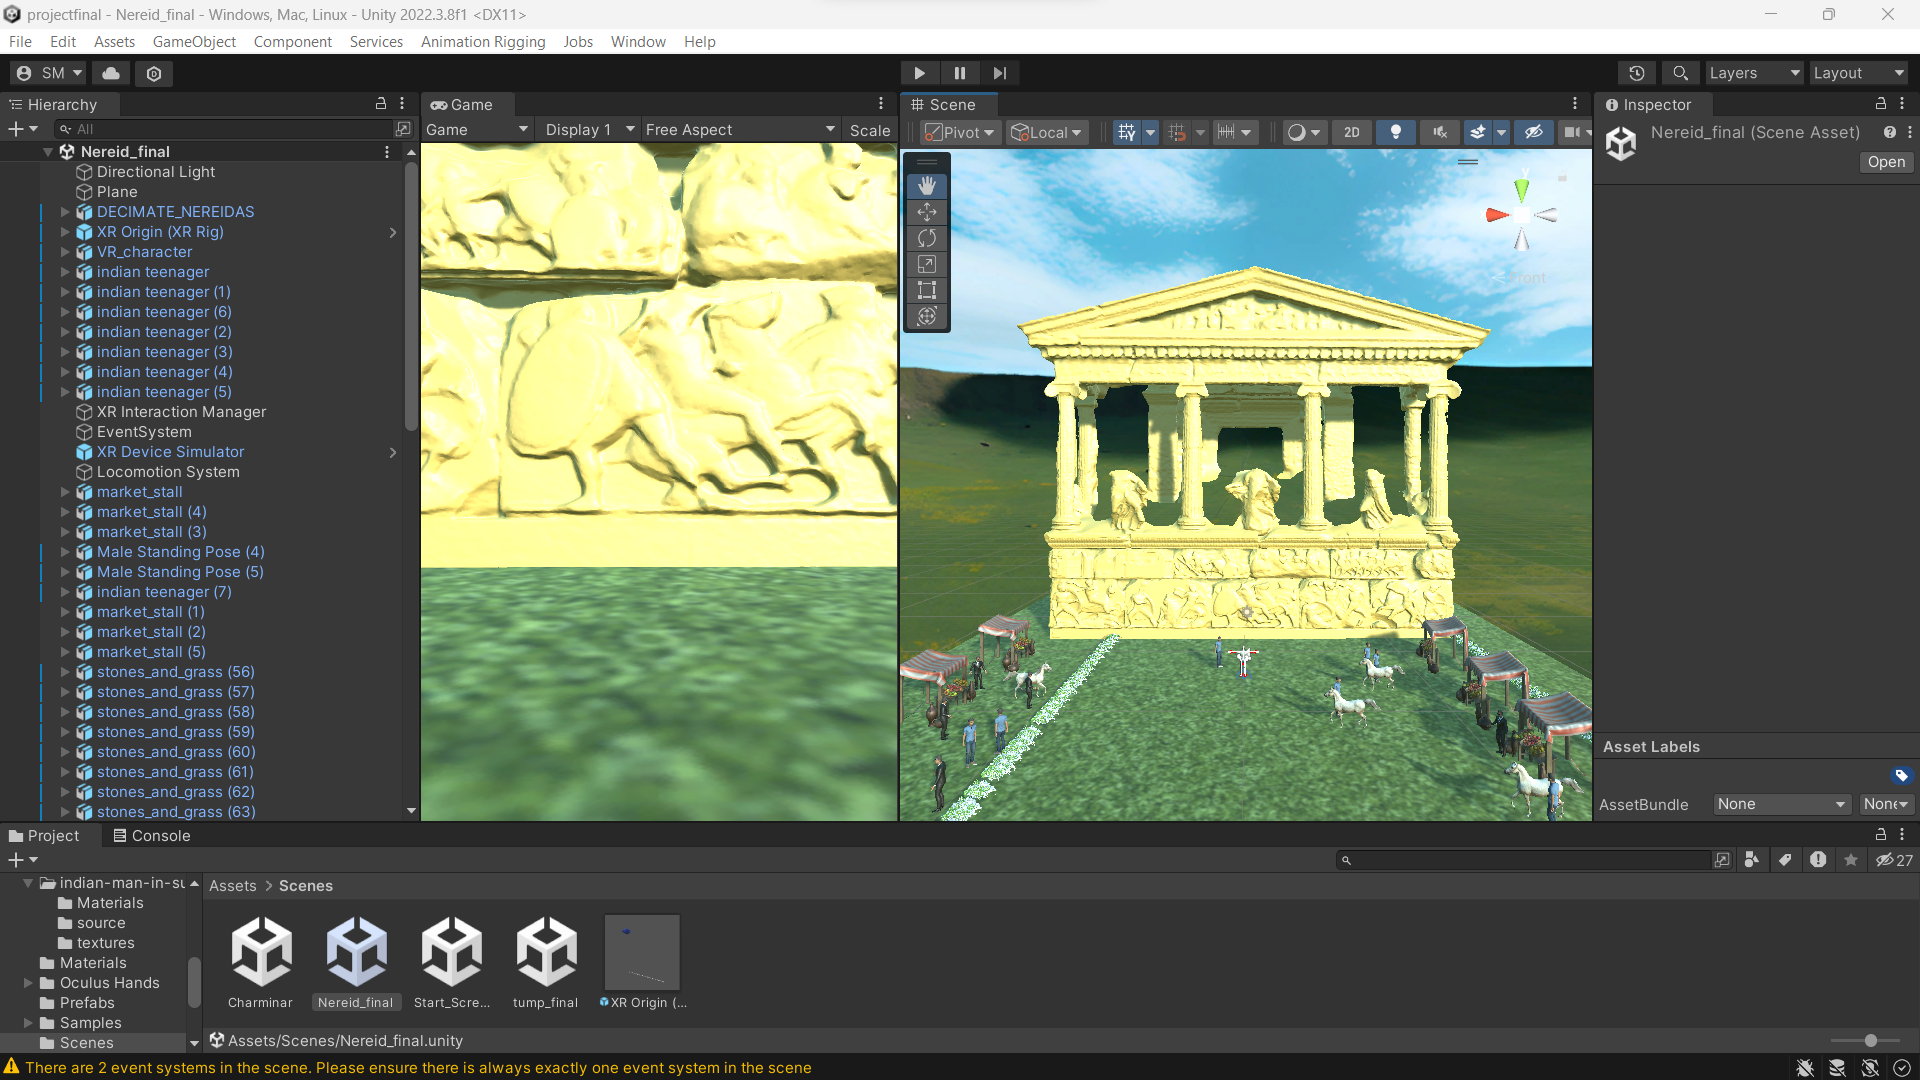 projectfinal - Nereid_final - Windows, Mac, Linux - Unity 2022.3.8f1 <DX11>
File Edit Assets GameObject Component Services Animation Rigging Jobs Window Help
SM Layers Layout
Hierarchy
All
Nereid_final
Directional Light
Plane
DECIMATE_NEREIDAS
XR Origin (XR Rig)
VR_character
indian teenager
indian teenager (1)
indian teenager (6)
indian teenager (2)
indian teenager (3)
indian teenager (4)
indian teenager (5)
XR Interaction Manager
EventSystem
XR Device Simulator
Locomotion System
market_stall
market_stall (4)
market_stall (3)
Male Standing Pose (4)
Male Standing Pose (5)
indian teenager (7)
market_stall (1)
market_stall (2)
market_stall (5)
stones_and_grass (56)
stones_and_grass (57)
stones_and_grass (58)
stones_and_grass (59)
stones_and_grass (60)
stones_and_grass (61)
stones_and_grass (62)
stones_and_grass (63)
Game
Game Display 1 Free Aspect Scale
Scene
Pivot Local 2D
y
Front
Inspector
Nereid_final (Scene Asset)
Open
Asset Labels
AssetBundle None None
Project Console
27
indian-man-in-su
Materials
source
textures
Materials
Oculus Hands
Prefabs
Samples
Scenes
Assets > Scenes
Charminar Nereid_final Start_Scre... tump_final XR Origin (...
Assets/Scenes/Nereid_final.unity
There are 2 event systems in the scene. Please ensure there is always exactly one event system in the scene